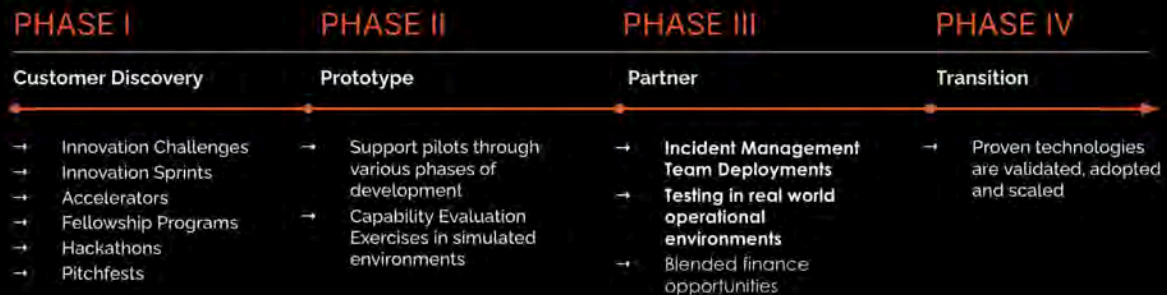 PHASE I
Customer Discovery
→ Innovation Challenges
→ Innovation Sprints
→ Accelerators
→ Fellowship Programs
→ Hackathons
→ Pitchfests
PHASE II
Prototype
→ Support pilots through
various phases of
development
→ Capability Evaluation
Exercises in simulated
environments
PHASE III
Partner
→ Incident Management
Team Deployments
→ Testing in real world
operational
environments
→ Blended finance
opportunities
PHASE IV
Transition
→ Proven technologies
are validated, adopted
and scaled